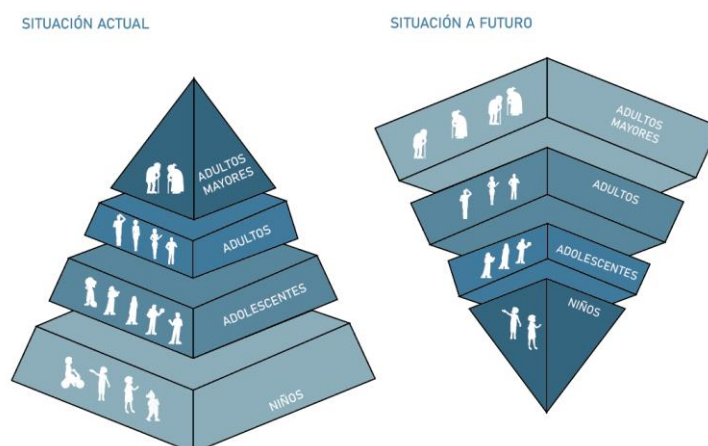 SITUACIÓN ACTUAL
ADULTOS
MAYORES
ADULTOS
ADOLESCENTES
NIÑOS
SITUACIÓN A FUTURO
ADULTOS
MAYORES
ADULTOS
ADOLESCENTES
NIÑOS